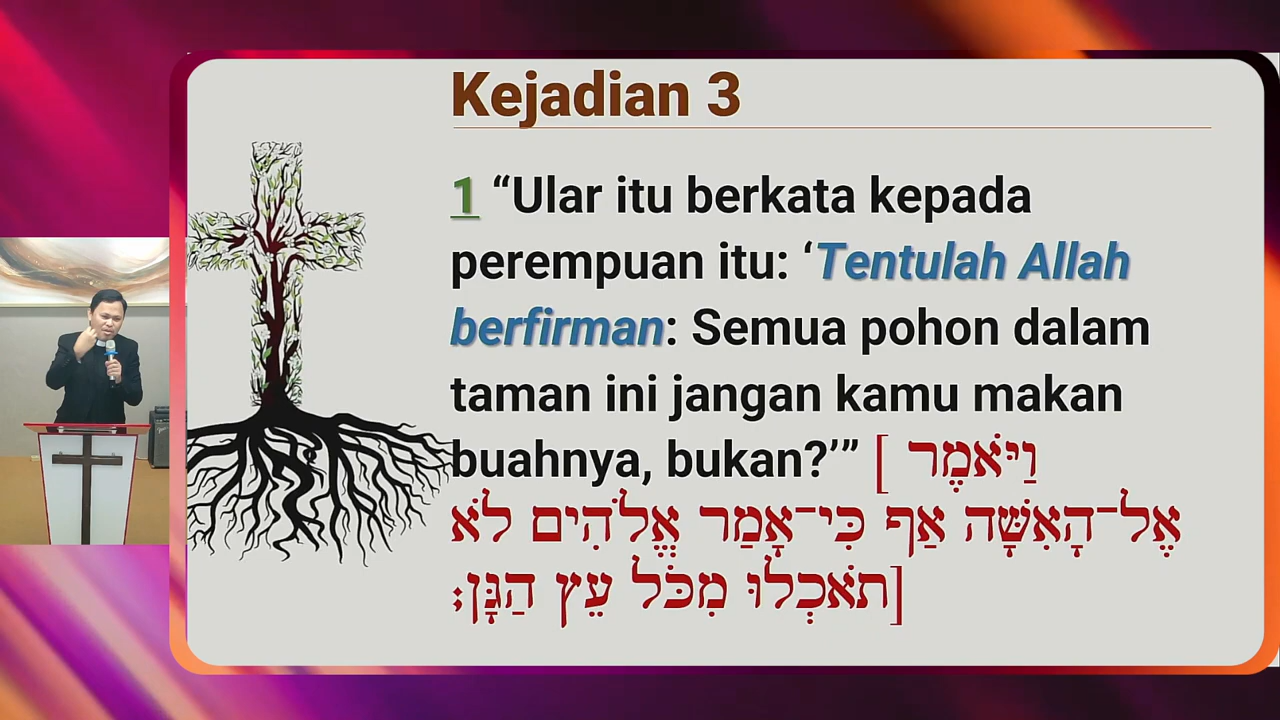 Kejadian 3
1 “Ular itu berkata kepada
perempuan itu: ‘Tentulah Allah
berfirman: Semua pohon dalam
taman ini jangan kamu makan
buahnya, bukan?’” [ וַיֹּאמֶר
אֶל־הָאִשָּׁה אַף כִּי־אָמַר אֱלֹהִים לֹא
תֹאכְלוּ מִכֹּל עֵץ הַגָּן׃]